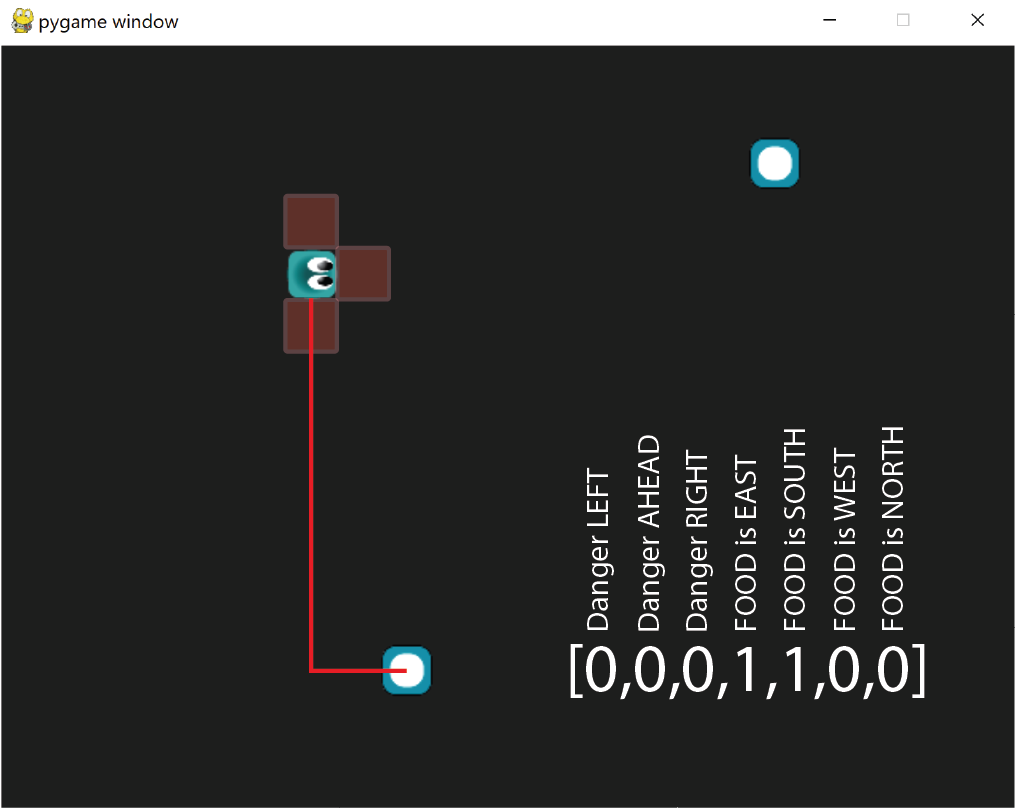 pygame window
Danger LEFT
Danger AHEAD
Danger RIGHT
FOOD is EAST
FOOD is SOUTH
FOOD is WEST
FOOD is NORTH
[0,0,0,1,1,0,0]